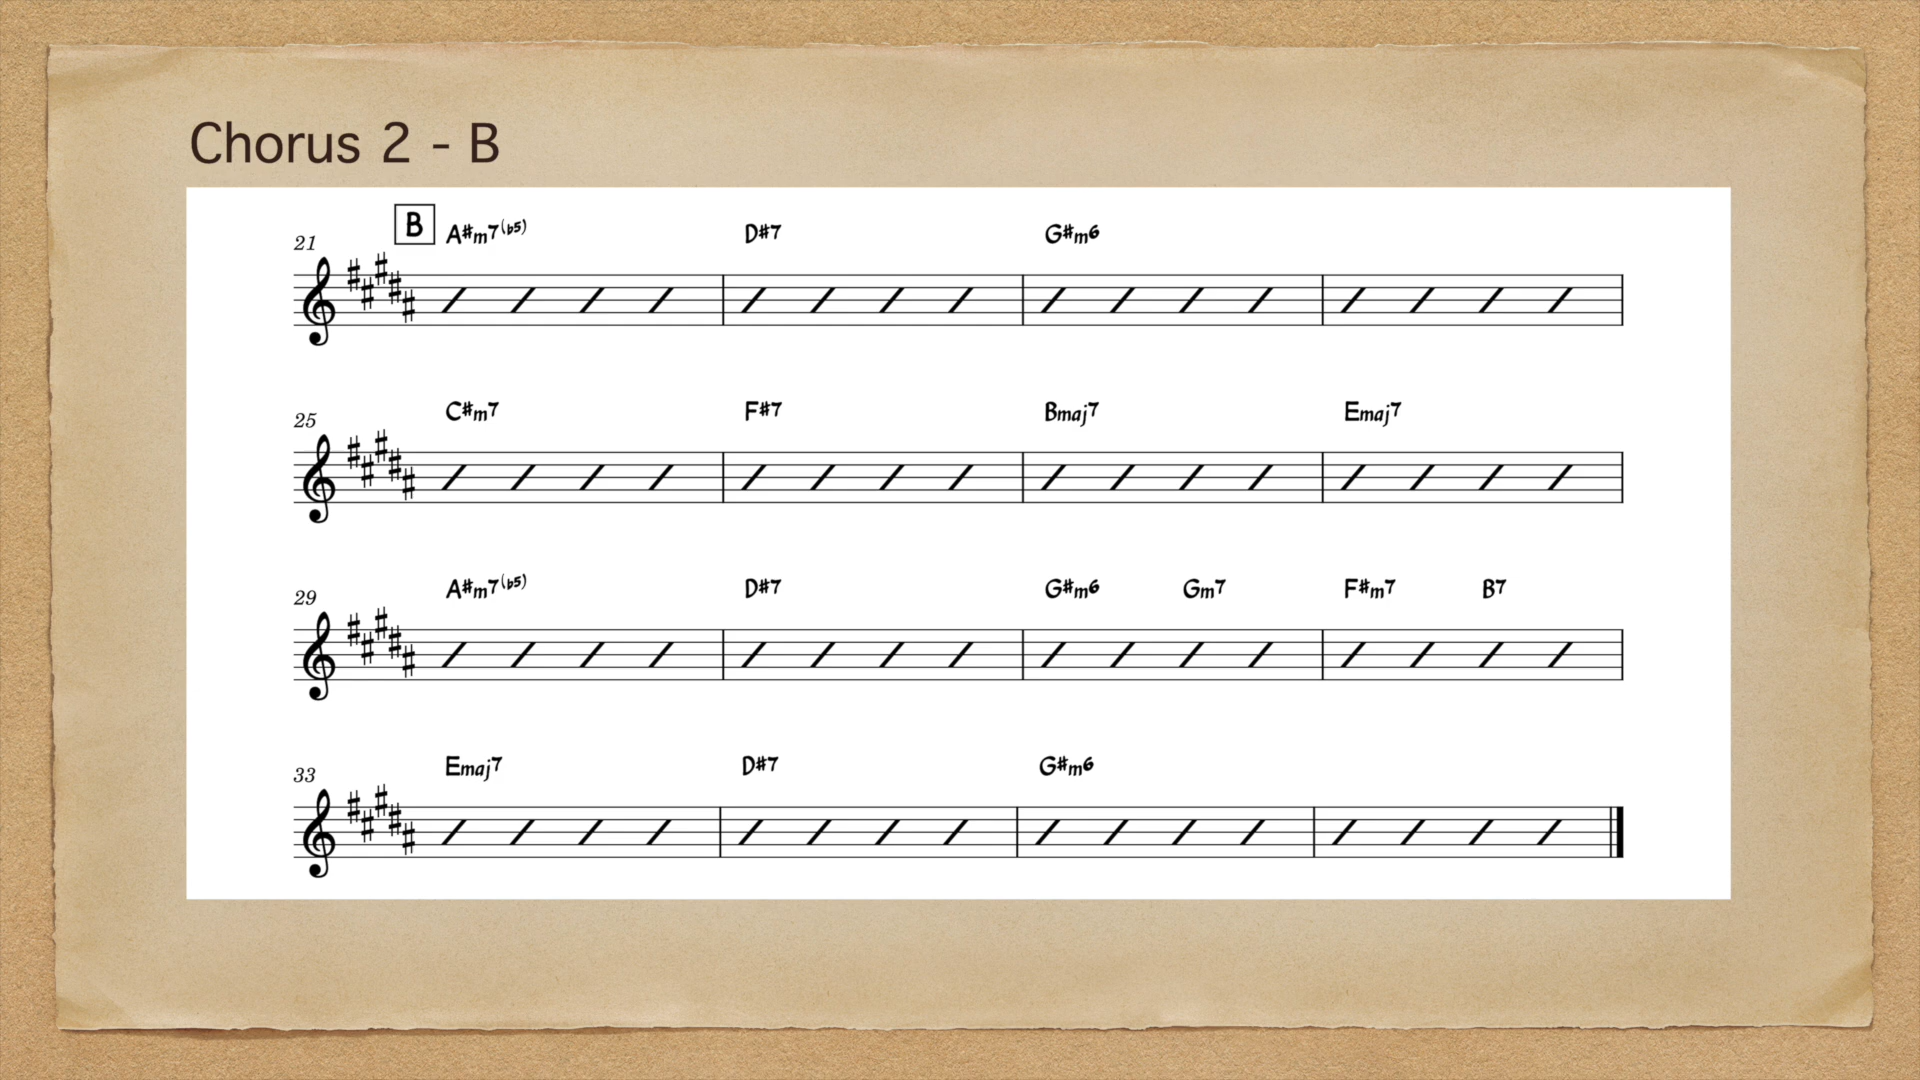 Chorus 2 - B
B A#m7(b5) D#7 G#m6
21
C#m7 F#7 Bmaj7 Emaj7
25
A#m7(b5) D#7 G#m6 Gm7 F#m7 B7
29
Emaj7 D#7 G#m6
33